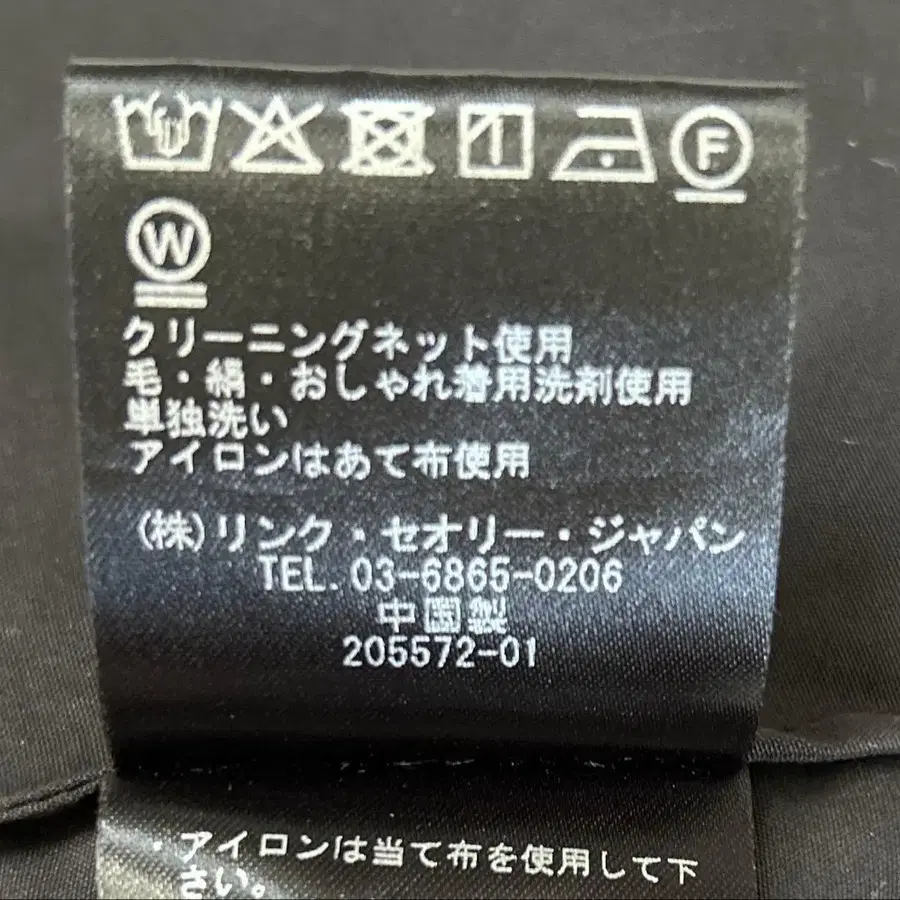 F
W
クリーニングネット使用
毛・絹・おしゃれ着用洗剤使用
単独洗い
アイロンはあて布使用
(株)リンク・セオリー・ジャパン
TEL.03-6865-0206
中国製
205572-01
・アイロンは当て布を使用して下
さい。